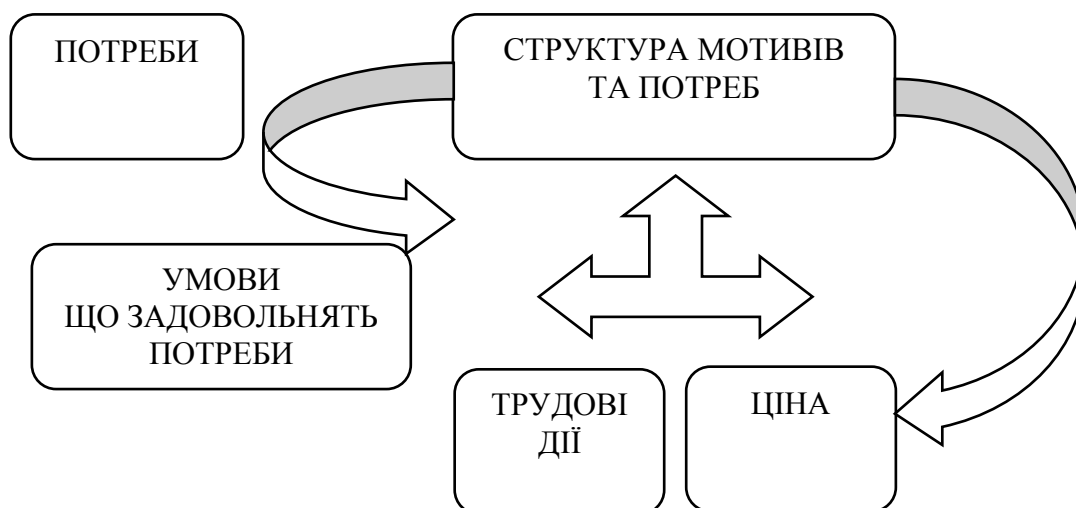 ПОТРЕБИ
СТРУКТУРА МОТИВІВ
ТА ПОТРЕБ
УМОВИ
ЩО ЗАДОВОЛЬНЯТЬ
ПОТРЕБИ
ТРУДОВІ
ДІЇ
ЦІНА